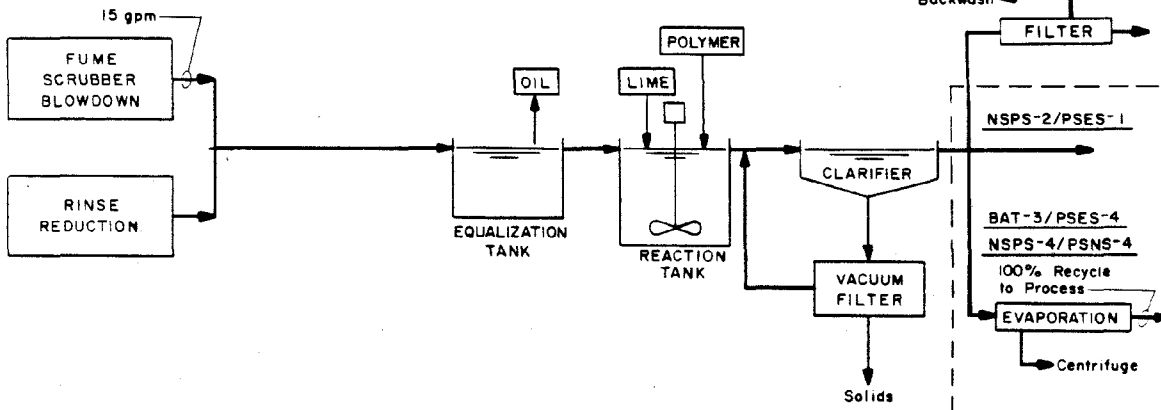 15 gpm
FUME
SCRUBBER
BLOWDOWN
RINSE
REDUCTION
OIL
EQUALIZATION
TANK
LIME
POLYMER
REACTION
TANK
CLARIFIER
VACUUM
FILTER
Solids
Backwash
FILTER
NSPS-2/PSES-1
BAT-3/PSES-4
NSPS-4/PSNS-4
100% Recycle
to Process
EVAPORATION
Centrifuge